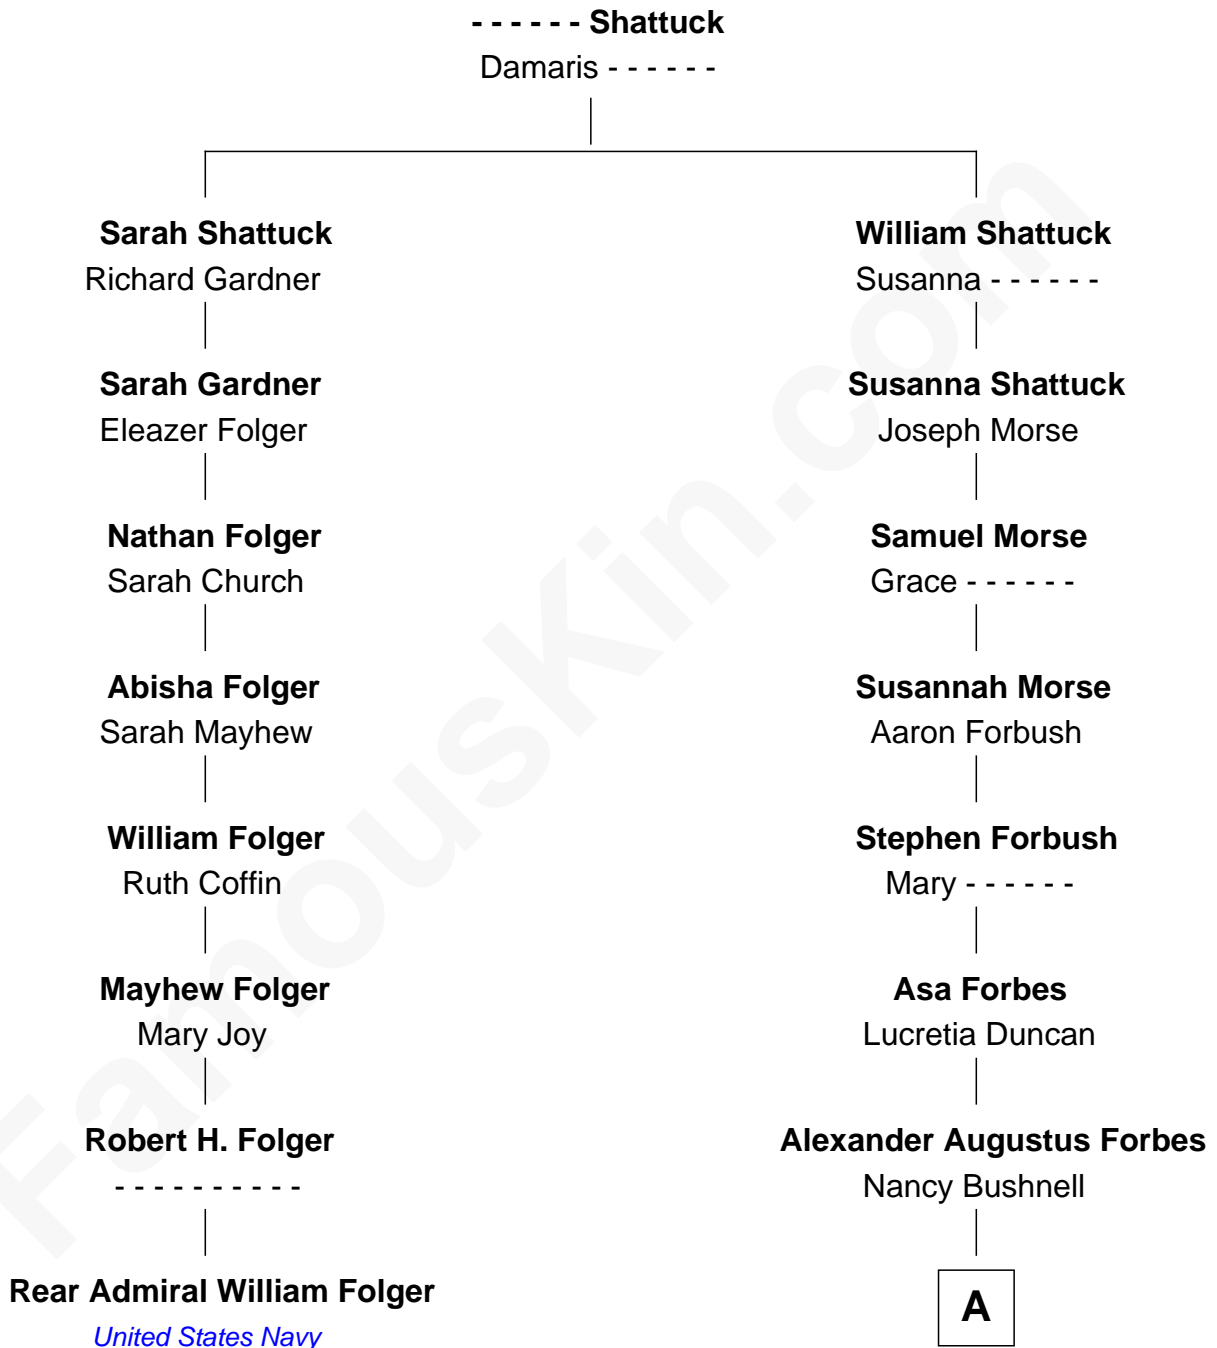 - - - - - - Shattuck
Damaris - - - - - -
Sarah Shattuck
Richard Gardner
William Shattuck
Susanna - - - - - -
Sarah Gardner
Eleazer Folger
Susanna Shattuck
Joseph Morse
Nathan Folger
Sarah Church
Samuel Morse
Grace - - - - - -
Abisha Folger
Sarah Mayhew
Susannah Morse
Aaron Forbush
William Folger
Ruth Coffin
Stephen Forbush
Mary - - - - - -
Mayhew Folger
Mary Joy
Asa Forbes
Lucretia Duncan
Robert H. Folger
- - - - - - - - - -
Alexander Augustus Forbes
Nancy Bushnell
Rear Admiral William Folger
United States Navy
A
FamousKin.com